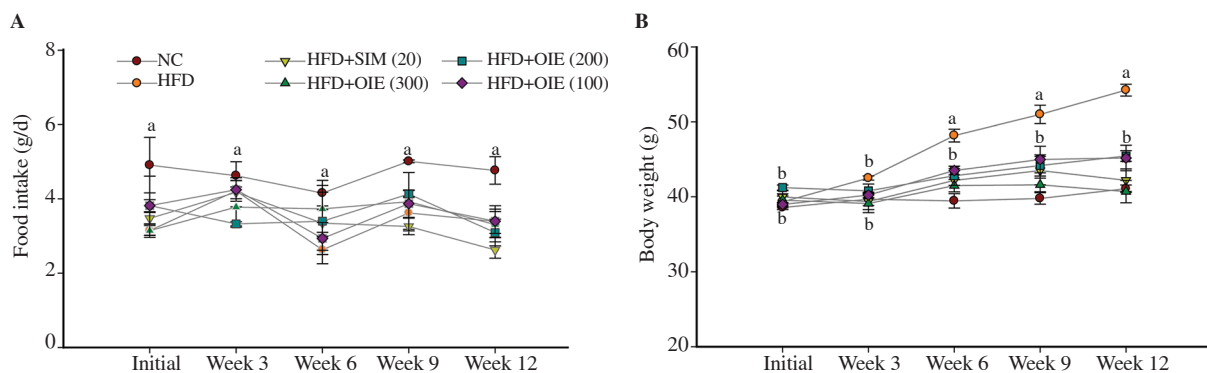 A
Food intake (g/d)
8
6
4
2
0
NC
HFD
HFD+SIM (20)
HFD+OIE (300)
HFD+OIE (200)
HFD+OIE (100)
a a a a a
Initial Week 3 Week 6 Week 9 Week 12
B
Body weight (g)
60
50
40
30
20
a
a
a
b b b b b
b b
Initial Week 3 Week 6 Week 9 Week 12